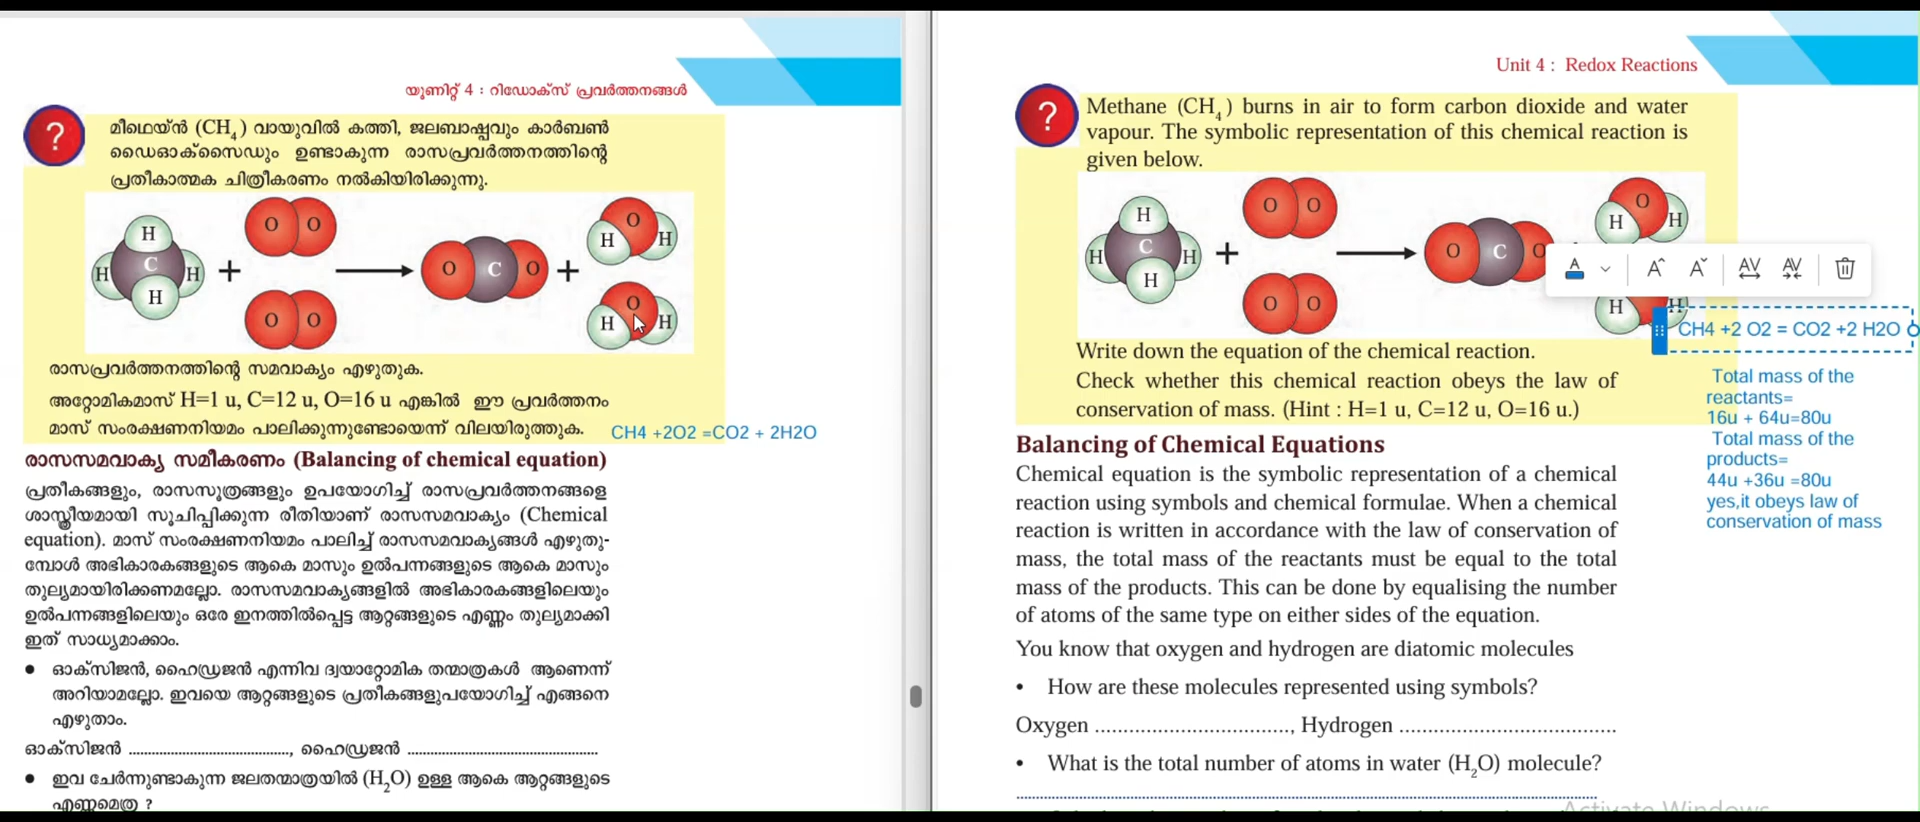 യൂണിറ്റ് 4 : റിഡോക്സ് പ്രവർത്തനങ്ങൾ
?
മീഥെയ്ൻ (CH₄) വായുവിൽ കത്തി, ജലബാഷ്പവും കാർബൺ
ഡൈഓക്സൈഡും ഉണ്ടാകുന്ന രാസപ്രവർത്തനത്തിന്റെ
പ്രതീകാത്മക ചിത്രീകരണം നൽകിയിരിക്കുന്നു.
H
H C H
H
+
O O
O O
O C O
+
O
H H
O
H H
രാസപ്രവർത്തനത്തിന്റെ സമവാക്യം എഴുതുക.
അറ്റോമികമാസ് H=1 u, C=12 u, O=16 u എങ്കിൽ ഈ പ്രവർത്തനം
മാസ് സംരക്ഷണനിയമം പാലിക്കുന്നുണ്ടോയെന്ന് വിലയിരുത്തുക.
CH4 +2O2 =CO2 + 2H2O
രാസസമവാക്യ സമീകരണം (Balancing of chemical equation)
പ്രതീകങ്ങളും, രാസസൂത്രങ്ങളും ഉപയോഗിച്ച് രാസപ്രവർത്തനങ്ങളെ
ശാസ്ത്രീയമായി സൂചിപ്പിക്കുന്ന രീതിയാണ് രാസസമവാക്യം (Chemical
equation). മാസ് സംരക്ഷണനിയമം പാലിച്ച് രാസസമവാക്യങ്ങൾ എഴുതു-
മ്പോൾ അഭികാരകങ്ങളുടെ ആകെ മാസും ഉൽപന്നങ്ങളുടെ ആകെ മാസും
തുല്യമായിരിക്കണമല്ലോ. രാസസമവാക്യങ്ങളിൽ അഭികാരകങ്ങളിലെയും
ഉൽപന്നങ്ങളിലെയും ഒരേ ഇനത്തിൽപ്പെട്ട ആറ്റങ്ങളുടെ എണ്ണം തുല്യമാക്കി
ഇത് സാധ്യമാക്കാം.
● ഓക്സിജൻ, ഹൈഡ്രജൻ എന്നിവ ദ്വയാറ്റോമിക തന്മാത്രകൾ ആണെന്ന്
അറിയാമല്ലോ. ഇവയെ ആറ്റങ്ങളുടെ പ്രതീകങ്ങളുപയോഗിച്ച് എങ്ങനെ
എഴുതാം.
ഓക്സിജൻ ........................................, ഹൈഡ്രജൻ ................................................
● ഇവ ചേർന്നുണ്ടാകുന്ന ജലതന്മാത്രയിൽ (H₂O) ഉള്ള ആകെ ആറ്റങ്ങളുടെ
എണ്ണമെത്ര ?
Unit 4 : Redox Reactions
?
Methane (CH₄) burns in air to form carbon dioxide and water
vapour. The symbolic representation of this chemical reaction is
given below.
H
H C H
H
+
O O
O O
O C O
O
H H
H H
A A^ A˅ AV AV
CH4 +2 O2 = CO2 +2 H2O
Write down the equation of the chemical reaction.
Check whether this chemical reaction obeys the law of
conservation of mass. (Hint : H=1 u, C=12 u, O=16 u.)
Total mass of the
reactants=
16u + 64u=80u
Total mass of the
products=
44u +36u =80u
yes,it obeys law of
conservation of mass
Balancing of Chemical Equations
Chemical equation is the symbolic representation of a chemical
reaction using symbols and chemical formulae. When a chemical
reaction is written in accordance with the law of conservation of
mass, the total mass of the reactants must be equal to the total
mass of the products. This can be done by equalising the number
of atoms of the same type on either sides of the equation.
You know that oxygen and hydrogen are diatomic molecules
• How are these molecules represented using symbols?
Oxygen ..................................., Hydrogen .......................................
• What is the total number of atoms in water (H₂O) molecule?
Activate Windows